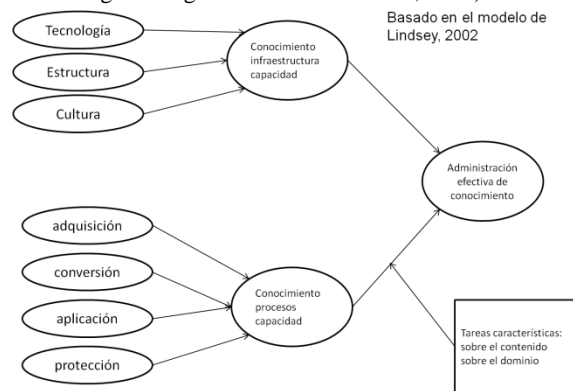 Basado en el modelo de
Lindsey, 2002
Tecnología
Estructura
Cultura
Conocimiento
infraestructura
capacidad
Administración
efectiva de
conocimiento
adquisición
conversión
aplicación
protección
Conocimiento
procesos
capacidad
Tareas características:
sobre el contenido
sobre el dominio